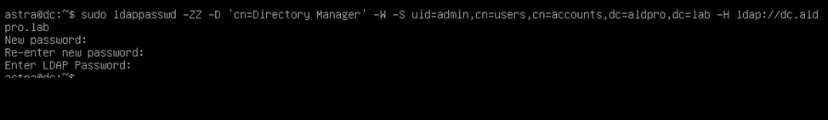 astra@dc:~$ sudo ldappasswd -ZZ -D 'cn=Directory Manager' -W -S uid=admin,cn=users,cn=accounts,dc=aldpro,dc=lab -H ldap://dc.ald
pro.lab
New password:
Re-enter new password:
Enter LDAP Password:
astra@dc:~$